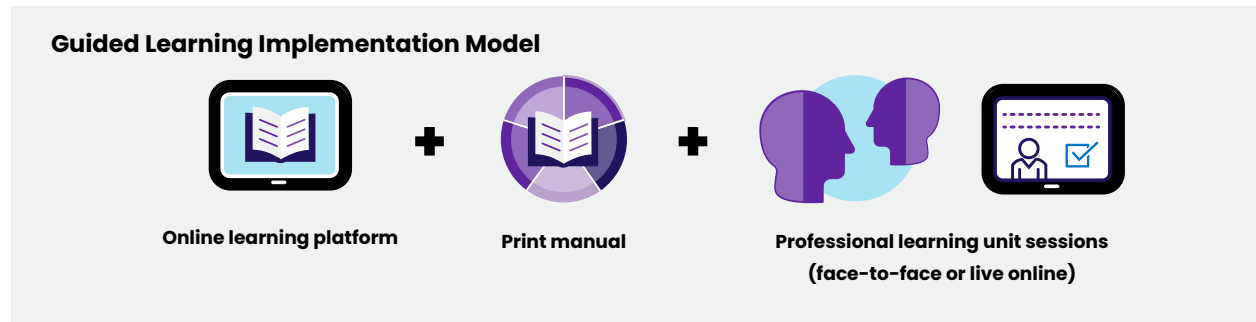 Guided Learning Implementation Model
Online learning platform
Print manual
Professional learning unit sessions
(face-to-face or live online)